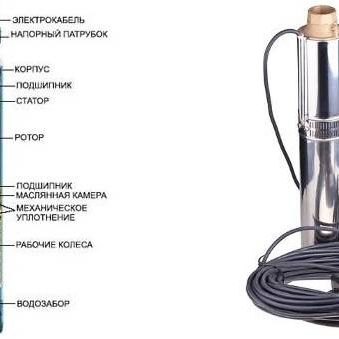 ЭЛЕКТРОКАБЕЛЬ
НАПОРНЫЙ ПАТРУБОК
КОРПУС
ПОДШИПНИК
СТАТОР
РОТОР
ПОДШИПНИК
МАСЛЯННАЯ КАМЕРА
МЕХАНИЧЕСКОЕ
УПЛОТНЕНИЕ
РАБОЧИЕ КОЛЕСА
ВОДОЗАБОР